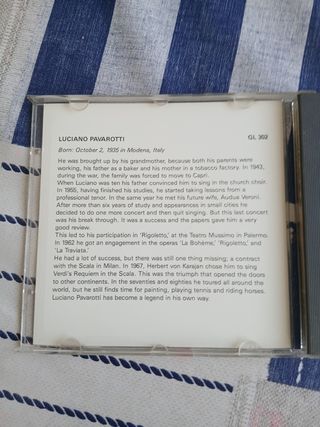 LUCIANO PAVAROTTI GL 369
Born: October 2, 1935 in Modena, Italy
He was brought up by his grandmother, because both his parents were
working, his father as a baker and his mother in a tobacco factory. In 1943,
during the war, the family was forced to move to Capri.
When Luciano was ten his father convinced him to sing in the church choir.
In 1955, having finished his studies, he started taking lessons from a
professional tenor. In the same year he met his future wife, Audua Veroni.
After more than six years of study and appearances in small cities he
decided to do one more concert and then quit singing. But this last concert
was his break through. It was a success and the papers gave him a very
good review.
This led to his participation in 'Rigoletto,' at the Teatro Mussimo in Palermo.
In 1962 he got an engagement in the operas 'La Bohème,' 'Rigoletto,' and
'La Traviata.'
He had a lot of success, but there was still one thing missing; a contract
with the Scala in Milan. In 1967, Herbert von Karajan chose him to sing
Verdi's Requiem in the Scala. This was the triumph that opened the doors
to other continents. In the seventies and eighties he toured all around the
world, but he still finds time for painting, playing tennis and riding horses.
Luciano Pavarotti has become a legend in his own way.